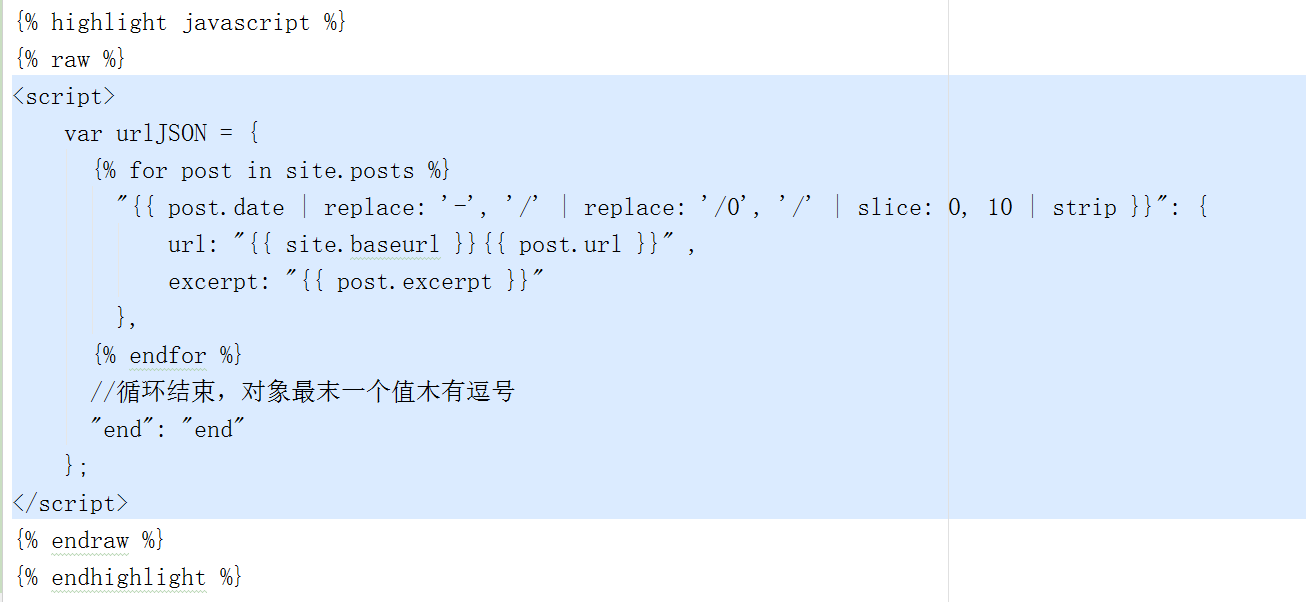 {% highlight javascript %}
{% raw %}
<script>
    var urlJSON = {
      {% for post in site.posts %}
        "{{ post.date | replace: '-', '/' | replace: '/0', '/' | slice: 0, 10 | strip }}": {
            url: "{{ site.baseurl }}{{ post.url }}" ,
            excerpt: "{{ post.excerpt }}"
        },
      {% endfor %}
      //循环结束，对象最末一个值木有逗号
      "end": "end"
    };
</script>
{% endraw %}
{% endhighlight %}